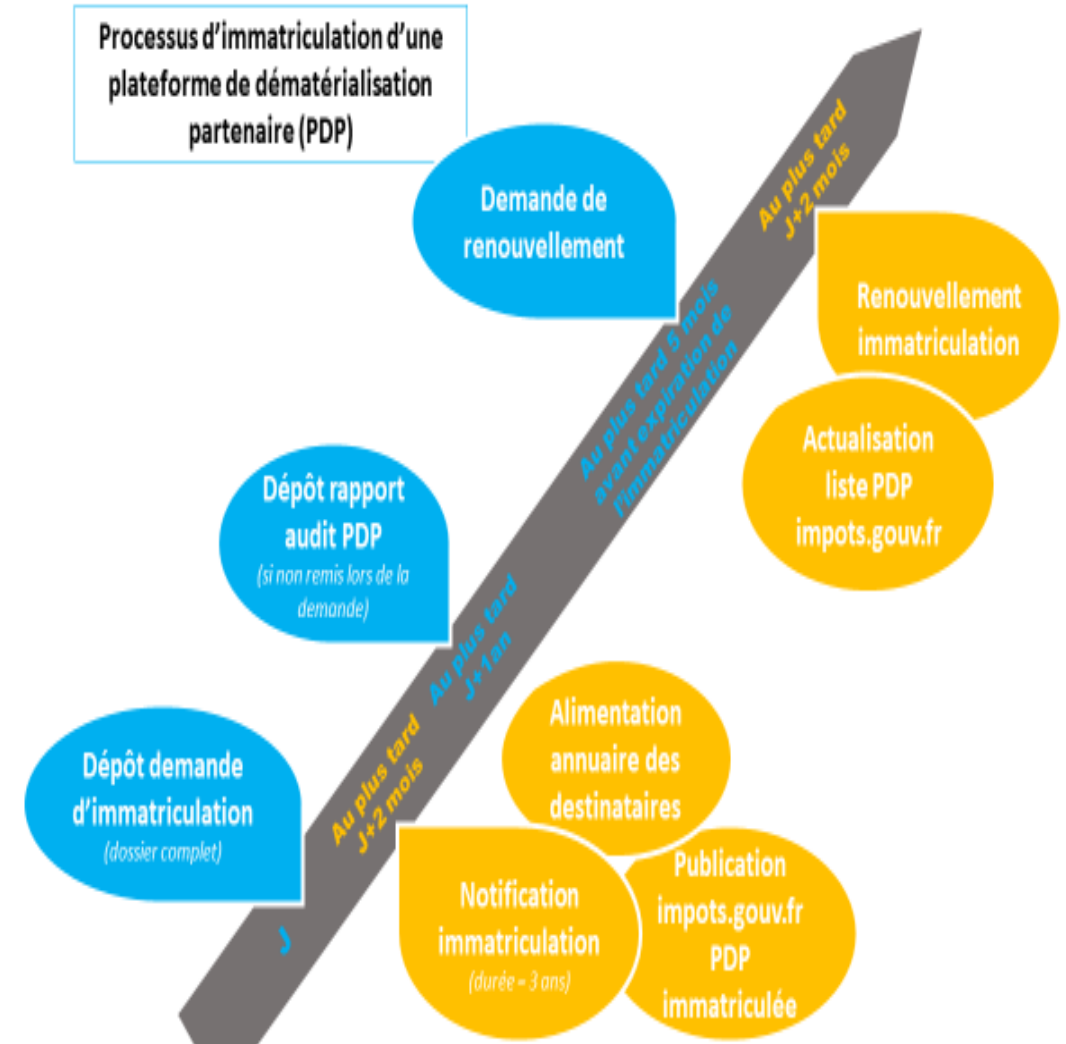 Processus d'immatriculation d'une
plateforme de dématérialisation
partenaire (PDP)
Demande de
renouvellement
Au plus tard
J+2 mois
Renouvellement
immatriculation
Au plus tard 5 mois
avant expiration de
l'immatriculation
Actualisation
liste PDP
impots.gouv.fr
Dépôt rapport
audit PDP
(si non remis lors de la
demande)
Au plus tard
J+1an
Alimentation
annuaire des
destinataires
Dépôt demande
d'immatriculation
(dossier complet)
Au plus tard
J+2 mois
Notification
immatriculation
(durée = 3 ans)
Publication
impots.gouv.fr
PDP
immatriculée
J